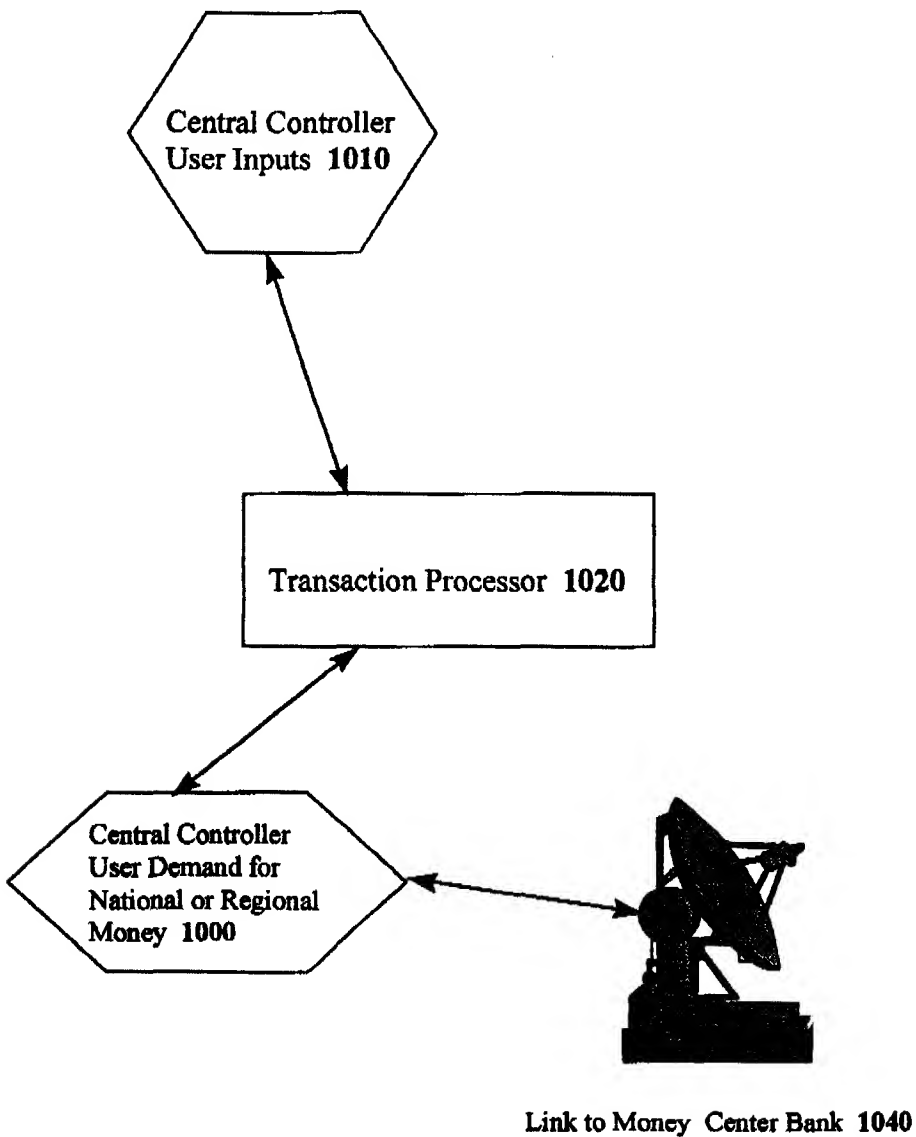 Central Controller
User Inputs 1010
Transaction Processor 1020
Central Controller
User Demand for
National or Regional
Money 1000
Link to Money Center Bank 1040